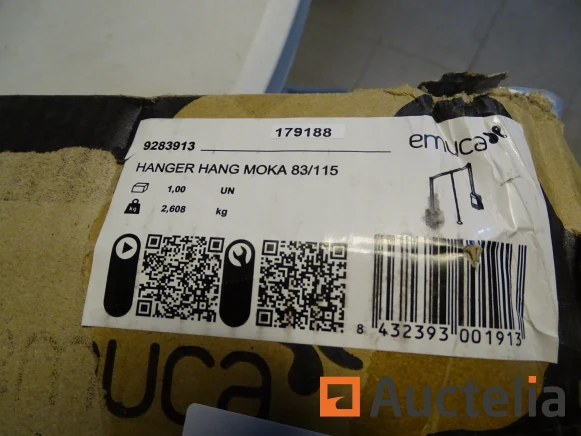 179188
9283913
emuca
HANGER HANG MOKA 83/115
1,00 UN
kg 2,608 kg
8 432393 001913
emuca
Auctelia